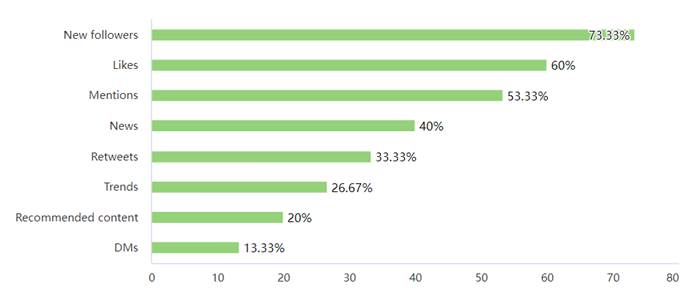 New followers 73.33%
Likes 60%
Mentions 53.33%
News 40%
Retweets 33.33%
Trends 26.67%
Recommended content 20%
DMs 13.33%
0 10 20 30 40 50 60 70 80